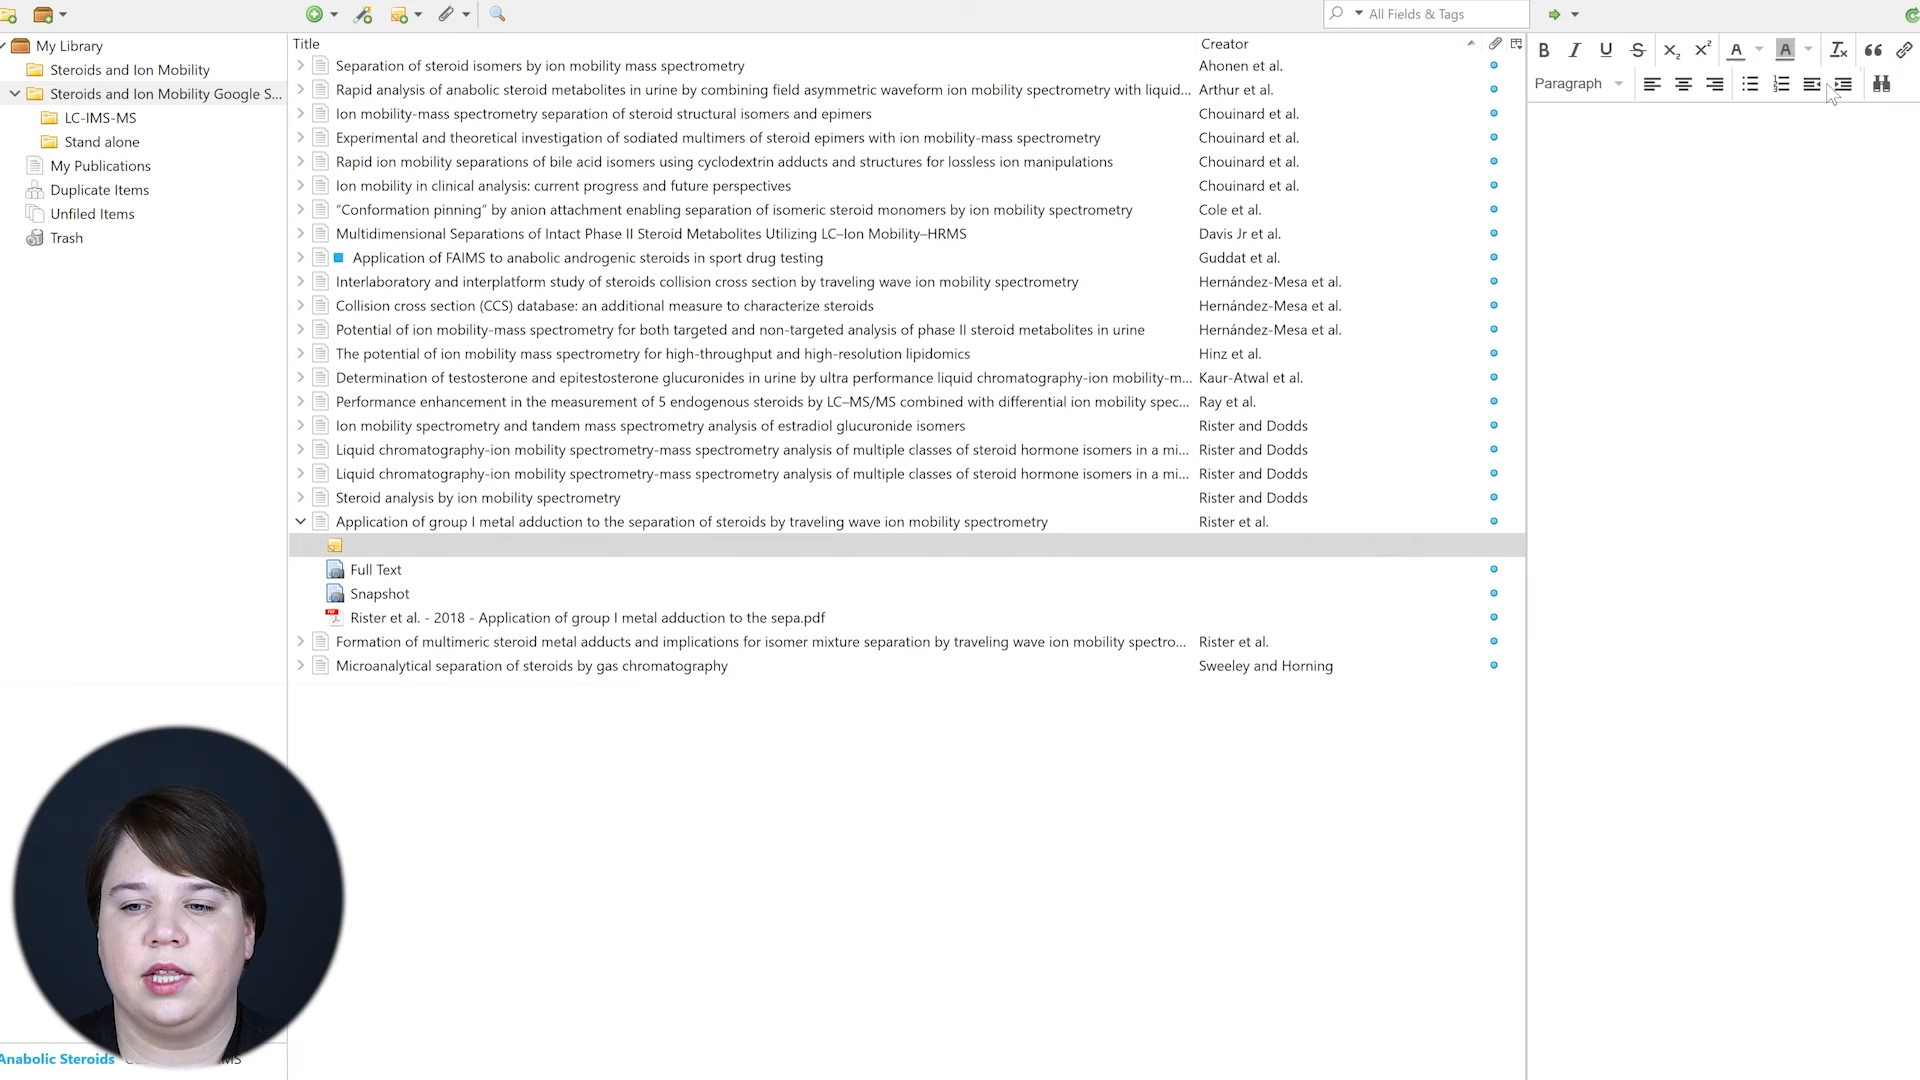 All Fields & Tags
My Library
Steroids and Ion Mobility
Steroids and Ion Mobility Google S...
LC-IMS-MS
Stand alone
My Publications
Duplicate Items
Unfiled Items
Trash
Title Creator
Separation of steroid isomers by ion mobility mass spectrometry Ahonen et al.
Rapid analysis of anabolic steroid metabolites in urine by combining field asymmetric waveform ion mobility spectrometry with liquid... Arthur et al.
Ion mobility-mass spectrometry separation of steroid structural isomers and epimers Chouinard et al.
Experimental and theoretical investigation of sodiated multimers of steroid epimers with ion mobility-mass spectrometry Chouinard et al.
Rapid ion mobility separations of bile acid isomers using cyclodextrin adducts and structures for lossless ion manipulations Chouinard et al.
Ion mobility in clinical analysis: current progress and future perspectives Chouinard et al.
“Conformation pinning” by anion attachment enabling separation of isomeric steroid monomers by ion mobility spectrometry Cole et al.
Multidimensional Separations of Intact Phase II Steroid Metabolites Utilizing LC–Ion Mobility–HRMS Davis Jr et al.
Application of FAIMS to anabolic androgenic steroids in sport drug testing Guddat et al.
Interlaboratory and interplatform study of steroids collision cross section by traveling wave ion mobility spectrometry Hernández-Mesa et al.
Collision cross section (CCS) database: an additional measure to characterize steroids Hernández-Mesa et al.
Potential of ion mobility-mass spectrometry for both targeted and non-targeted analysis of phase II steroid metabolites in urine Hernández-Mesa et al.
The potential of ion mobility mass spectrometry for high-throughput and high-resolution lipidomics Hinz et al.
Determination of testosterone and epitestosterone glucuronides in urine by ultra performance liquid chromatography-ion mobility-m... Kaur-Atwal et al.
Performance enhancement in the measurement of 5 endogenous steroids by LC–MS/MS combined with differential ion mobility spec... Ray et al.
Ion mobility spectrometry and tandem mass spectrometry analysis of estradiol glucuronide isomers Rister and Dodds
Liquid chromatography-ion mobility spectrometry-mass spectrometry analysis of multiple classes of steroid hormone isomers in a mi... Rister and Dodds
Liquid chromatography-ion mobility spectrometry-mass spectrometry analysis of multiple classes of steroid hormone isomers in a mi... Rister and Dodds
Steroid analysis by ion mobility spectrometry Rister and Dodds
Application of group I metal adduction to the separation of steroids by traveling wave ion mobility spectrometry Rister et al.
Full Text
Snapshot
PDF Rister et al. - 2018 - Application of group I metal adduction to the sepa.pdf
Formation of multimeric steroid metal adducts and implications for isomer mixture separation by traveling wave ion mobility spectro... Rister et al.
Microanalytical separation of steroids by gas chromatography Sweeley and Horning
B I U S X₂ X² A A Tx
Paragraph
Anabolic Steroids